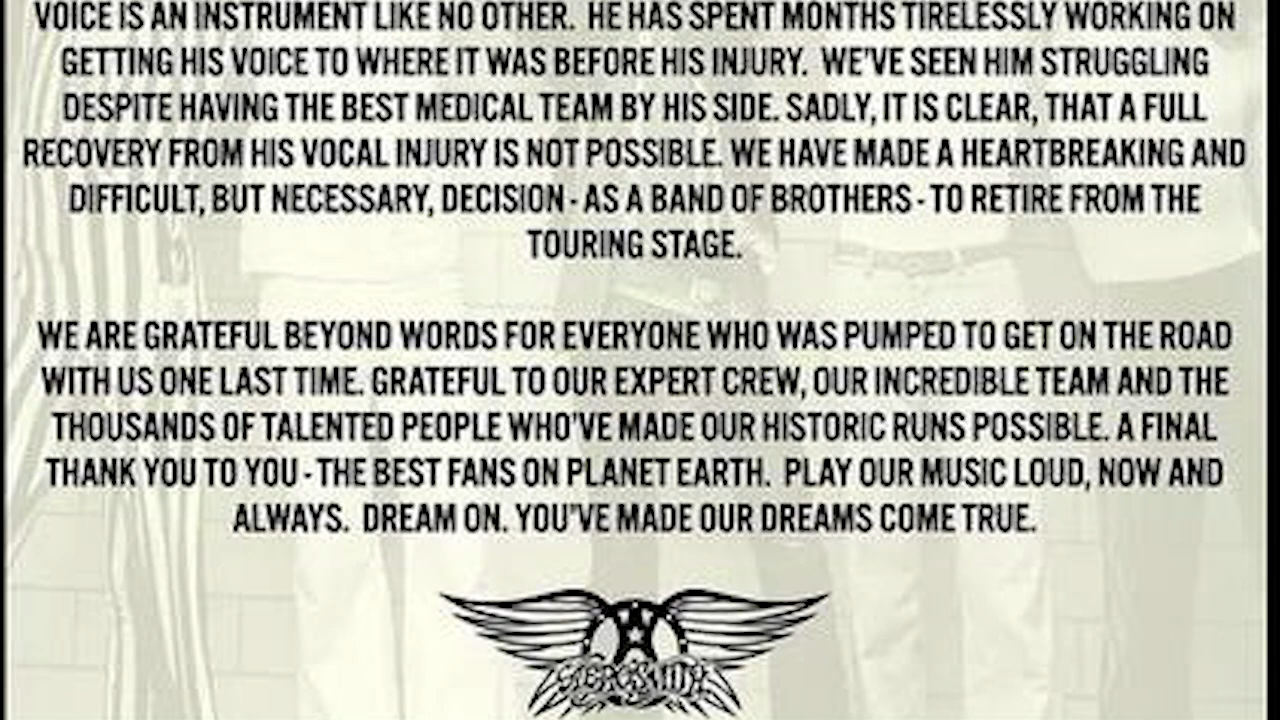 VOICE IS AN INSTRUMENT LIKE NO OTHER. HE HAS SPENT MONTHS TIRELESSLY WORKING ON
GETTING HIS VOICE TO WHERE IT WAS BEFORE HIS INJURY. WE'VE SEEN HIM STRUGGLING
DESPITE HAVING THE BEST MEDICAL TEAM BY HIS SIDE. SADLY, IT IS CLEAR, THAT A FULL
RECOVERY FROM HIS VOCAL INJURY IS NOT POSSIBLE. WE HAVE MADE A HEARTBREAKING AND
DIFFICULT, BUT NECESSARY, DECISION - AS A BAND OF BROTHERS - TO RETIRE FROM THE
TOURING STAGE.
WE ARE GRATEFUL BEYOND WORDS FOR EVERYONE WHO WAS PUMPED TO GET ON THE ROAD
WITH US ONE LAST TIME. GRATEFUL TO OUR EXPERT CREW, OUR INCREDIBLE TEAM AND THE
THOUSANDS OF TALENTED PEOPLE WHO'VE MADE OUR HISTORIC RUNS POSSIBLE. A FINAL
THANK YOU TO YOU - THE BEST FANS ON PLANET EARTH. PLAY OUR MUSIC LOUD, NOW AND
ALWAYS. DREAM ON. YOU'VE MADE OUR DREAMS COME TRUE.
A
AEROSMITH